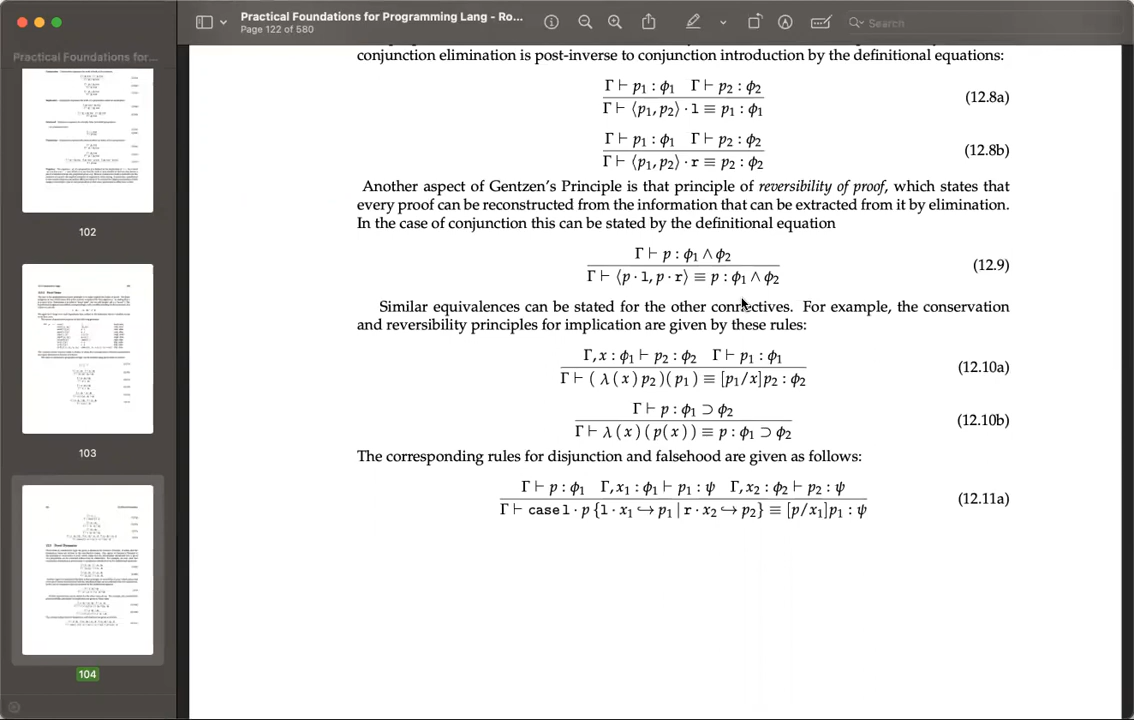 Practical Foundations for Programming Lang - Ro...
Page 122 of 580
Search
Practical Foundations for...
102
103
104
conjunction elimination is post-inverse to conjunction introduction by the definitional equations:
Γ ⊢ p₁ : ϕ₁ Γ ⊢ p₂ : ϕ₂
Γ ⊢ ⟨p₁, p₂⟩ · l ≡ p₁ : ϕ₁
(12.8a)
Γ ⊢ p₁ : ϕ₁ Γ ⊢ p₂ : ϕ₂
Γ ⊢ ⟨p₁, p₂⟩ · r ≡ p₂ : ϕ₂
(12.8b)
Another aspect of Gentzen's Principle is that principle of reversibility of proof, which states that
every proof can be reconstructed from the information that can be extracted from it by elimination.
In the case of conjunction this can be stated by the definitional equation
Γ ⊢ p : ϕ₁ ∧ ϕ₂
Γ ⊢ ⟨p · l, p · r⟩ ≡ p : ϕ₁ ∧ ϕ₂
(12.9)
Similar equivalences can be stated for the other connectives. For example, the conservation
and reversibility principles for implication are given by these rules:
Γ, x : ϕ₁ ⊢ p₂ : ϕ₂ Γ ⊢ p₁ : ϕ₁
Γ ⊢ ( λ ( x ) p₂ )( p₁ ) ≡ [p₁/x]p₂ : ϕ₂
(12.10a)
Γ ⊢ p : ϕ₁ ⊃ ϕ₂
Γ ⊢ λ ( x ) ( p(x) ) ≡ p : ϕ₁ ⊃ ϕ₂
(12.10b)
The corresponding rules for disjunction and falsehood are given as follows:
Γ ⊢ p : ϕ₁ Γ, x₁ : ϕ₁ ⊢ p₁ : ψ Γ, x₂ : ϕ₂ ⊢ p₂ : ψ
Γ ⊢ case l · p { l · x₁ ↪ p₁ | r · x₂ ↪ p₂ } ≡ [p/x₁]p₁ : ψ
(12.11a)